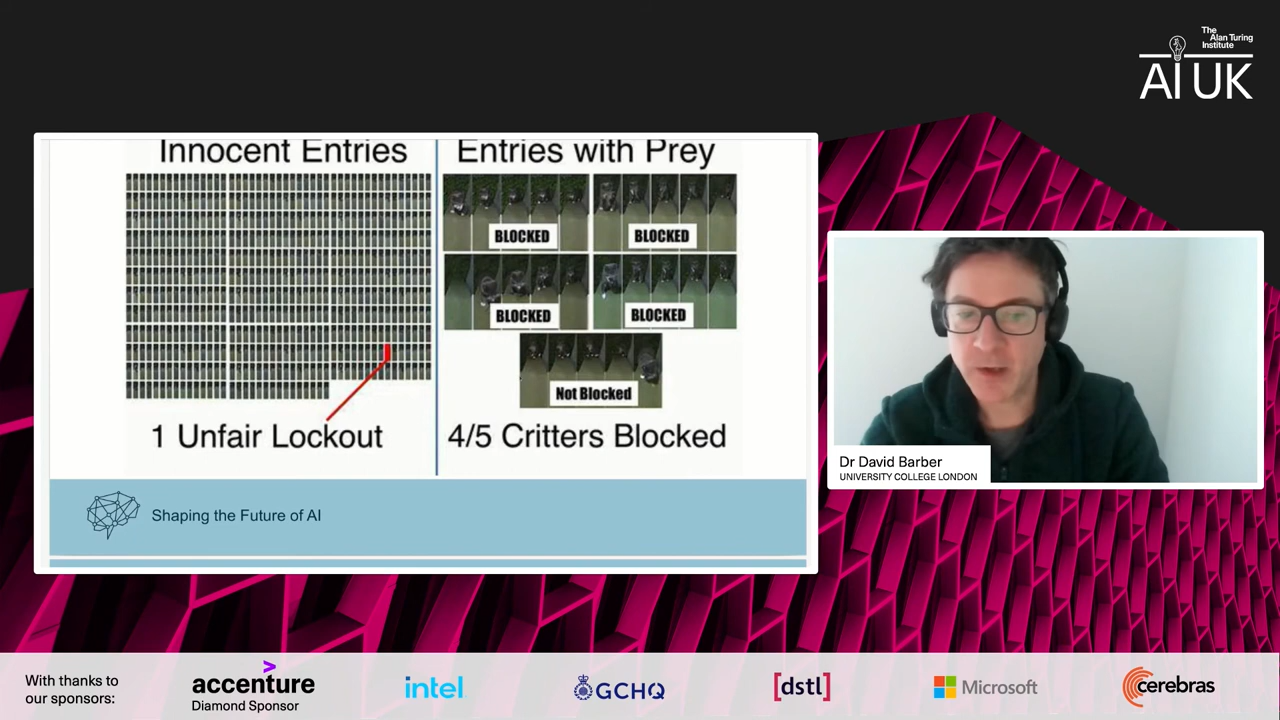 The
Alan Turing
Institute
AI UK
Innocent Entries
Entries with Prey
BLOCKED
BLOCKED
BLOCKED
BLOCKED
Not Blocked
1 Unfair Lockout
4/5 Critters Blocked
Shaping the Future of AI
Dr David Barber
UNIVERSITY COLLEGE LONDON
With thanks to
our sponsors:
accenture
Diamond Sponsor
intel
GCHQ
[dstl]
Microsoft
cerebras